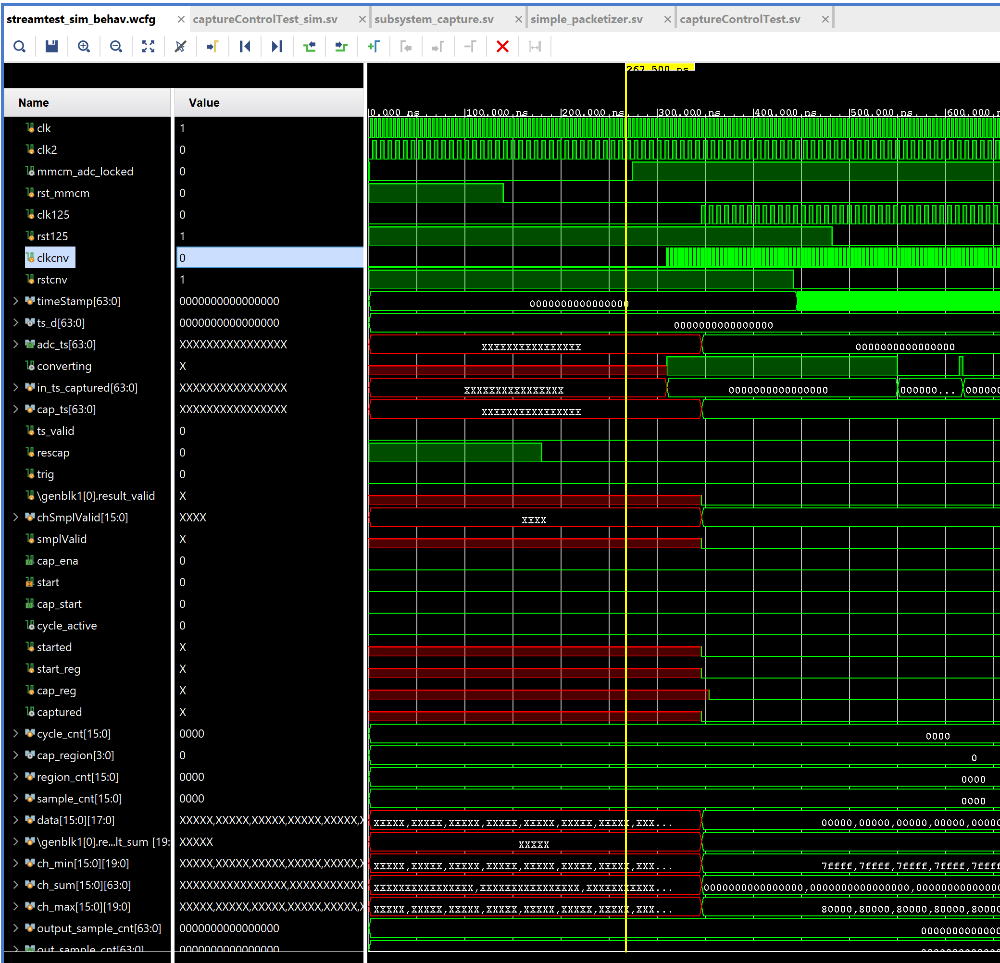 streamtest_sim_behav.wcfg × captureControlTest_sim.sv × subsystem_capture.sv × simple_packetizer.sv × captureControlTest.sv ×
267.500 ns
Name Value 0.000 ns 100.000 ns 200.000 ns 300.000 ns 400.000 ns 500.000 ns 600.000 n
clk 1
clk2 0
mmcm_adc_locked 0
rst_mmcm 0
clk125 0
rst125 1
clkcnv 0
rstcnv 1
timeStamp[63:0] 0000000000000000 0000000000000000
ts_d[63:0] 0000000000000000 0000000000000000
adc_ts[63:0] XXXXXXXXXXXXXXXX XXXXXXXXXXXXXXXX 0000000000000000
converting X
in_ts_captured[63:0] XXXXXXXXXXXXXXXX XXXXXXXXXXXXXXXX 0000000000000000 000000... 000000
cap_ts[63:0] XXXXXXXXXXXXXXXX XXXXXXXXXXXXXXXX
ts_valid 0
rescap 0
trig 0
\genblk1[0].result_valid X
chSmplValid[15:0] XXXX XXXX
smplValid X
cap_ena 0
start 0
cap_start 0
cycle_active 0
started X
start_reg X
cap_reg X
captured X
cycle_cnt[15:0] 0000 0000
cap_region[3:0] 0 0
region_cnt[15:0] 0000 0000
sample_cnt[15:0] 0000 0000
data[15:0][17:0] XXXXX,XXXXX,XXXXX,XXXXX,XXXXX,X XXXXX,XXXXX,XXXXX,XXXXX,XXXXX,XXXXX,XXXXX,XXX... 00000,00000,00000,00000,00000
\genblk1[0].re...lt_sum [19: XXXXX XXXXX
ch_min[15:0][19:0] XXXXX,XXXXX,XXXXX,XXXXX,XXXXX,X XXXXX,XXXXX,XXXXX,XXXXX,XXXXX,XXXXX,XXXXX,XXX... 7ffff,7ffff,7ffff,7ffff,7ffff
ch_sum[15:0][63:0] XXXXXXXXXXXXXXXX,XXXXXXXXXXX XXXXXXXXXXXXXXXX,XXXXXXXXXXXXXXXX,XXXXXXXXXXX... 0000000000000000,0000000000000000,00000000000000
ch_max[15:0][19:0] XXXXX,XXXXX,XXXXX,XXXXX,XXXXX,X XXXXX,XXXXX,XXXXX,XXXXX,XXXXX,XXXXX,XXXXX,XXX... 80000,80000,80000,80000,80000
output_sample_cnt[63:0] 0000000000000000 0000000000000
out_sample_cnt[63:0] 0000000000000000 0000000000000